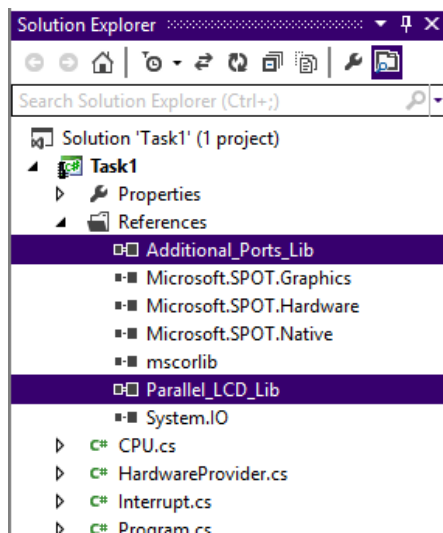 Solution Explorer
Search Solution Explorer (Ctrl+;)
Solution 'Task1' (1 project)
C# Task1
Properties
References
Additional_Ports_Lib
Microsoft.SPOT.Graphics
Microsoft.SPOT.Hardware
Microsoft.SPOT.Native
mscorlib
Parallel_LCD_Lib
System.IO
C# CPU.cs
C# HardwareProvider.cs
C# Interrupt.cs
C# Program.cs